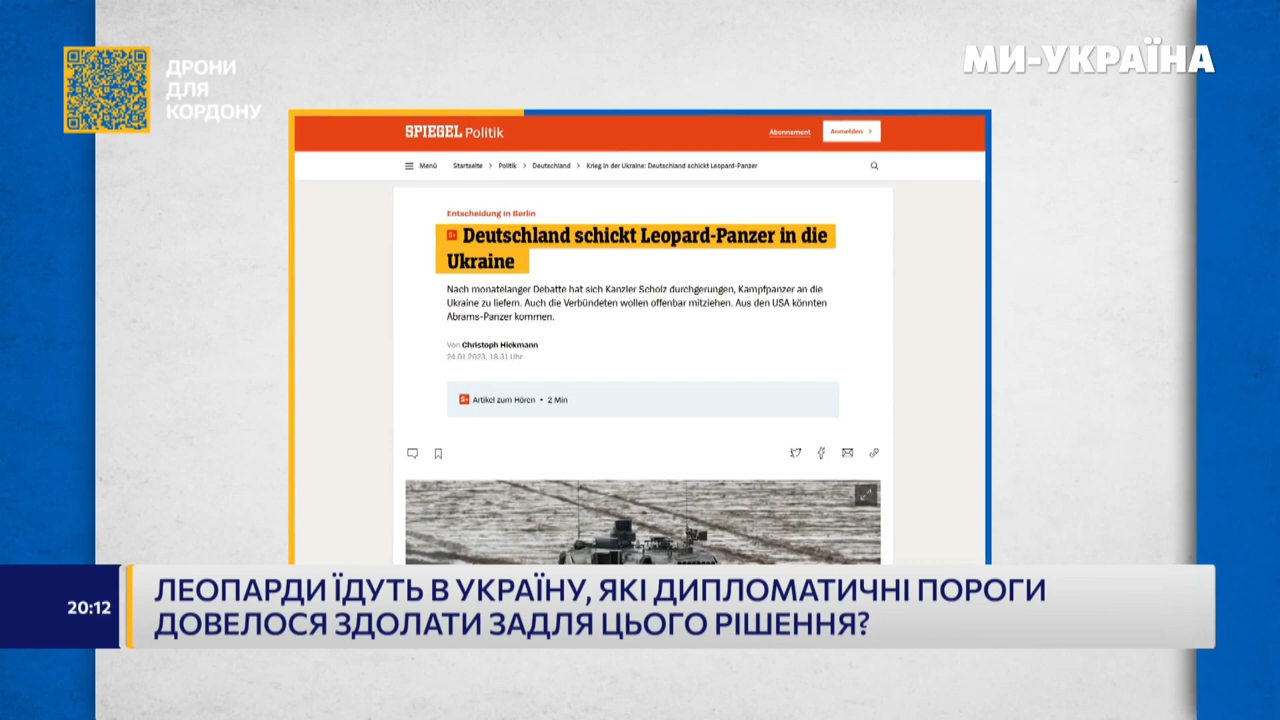 ДРОНИ
ДЛЯ
КОРДОНУ
МИ-УКРАЇНА
SPIEGEL Politik
Abonnement
Anmelden
Menü
Startseite > Politik > Deutschland > Krieg in der Ukraine: Deutschland schickt Leopard-Panzer
Entscheidung in Berlin
S+ Deutschland schickt Leopard-Panzer in die
Ukraine
Nach monatelanger Debatte hat sich Kanzler Scholz durchgerungen, Kampfpanzer an die
Ukraine zu liefern. Auch die Verbündeten wollen offenbar mitziehen. Aus den USA könnten
Abrams-Panzer kommen.
Von Christoph Hickmann
24.01.2023, 18.31 Uhr
S+ Artikel zum Hören • 2 Min
20:12
ЛЕОПАРДИ ЇДУТЬ В УКРАЇНУ, ЯКІ ДИПЛОМАТИЧНІ ПОРОГИ
ДОВЕЛОСЯ ЗДОЛАТИ ЗАДЛЯ ЦЬОГО РІШЕННЯ?